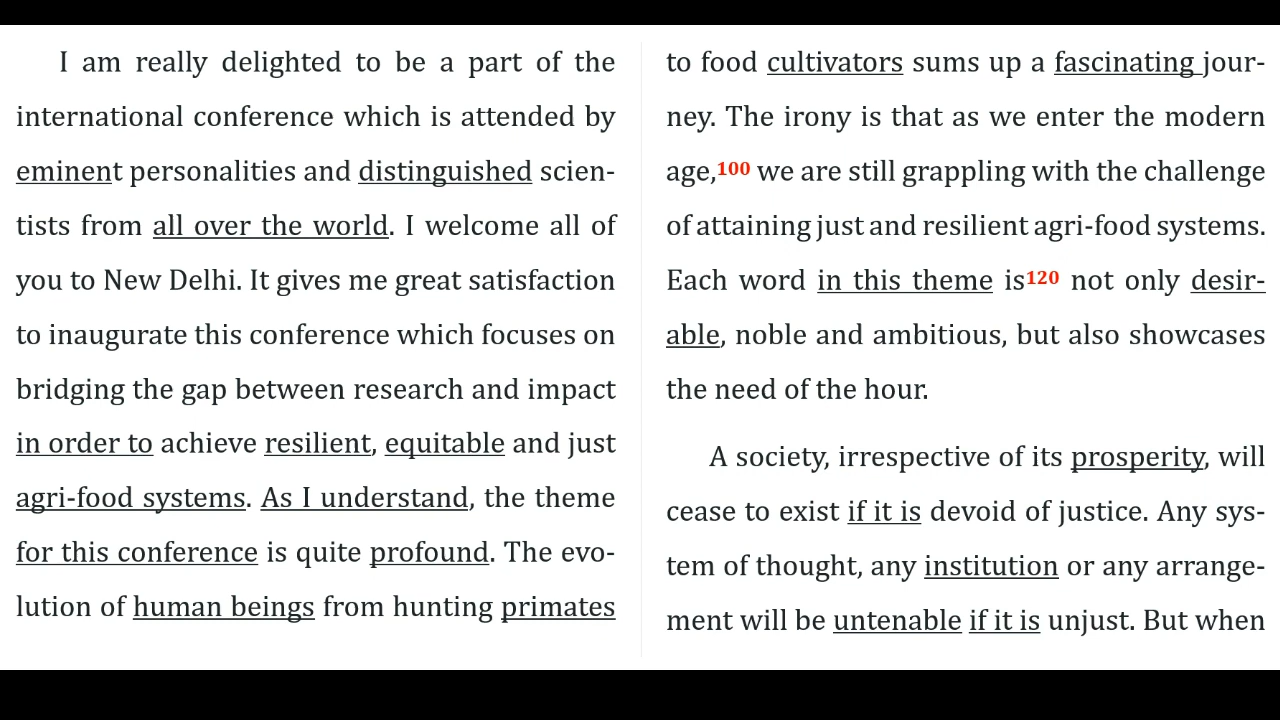 I am really delighted to be a part of the
international conference which is attended by
eminent personalities and distinguished scien-
tists from all over the world. I welcome all of
you to New Delhi. It gives me great satisfaction
to inaugurate this conference which focuses on
bridging the gap between research and impact
in order to achieve resilient, equitable and just
agri-food systems. As I understand, the theme
for this conference is quite profound. The evo-
lution of human beings from hunting primates
to food cultivators sums up a fascinating jour-
ney. The irony is that as we enter the modern
age,100 we are still grappling with the challenge
of attaining just and resilient agri-food systems.
Each word in this theme is120 not only desir-
able, noble and ambitious, but also showcases
the need of the hour.
A society, irrespective of its prosperity, will
cease to exist if it is devoid of justice. Any sys-
tem of thought, any institution or any arrange-
ment will be untenable if it is unjust. But when